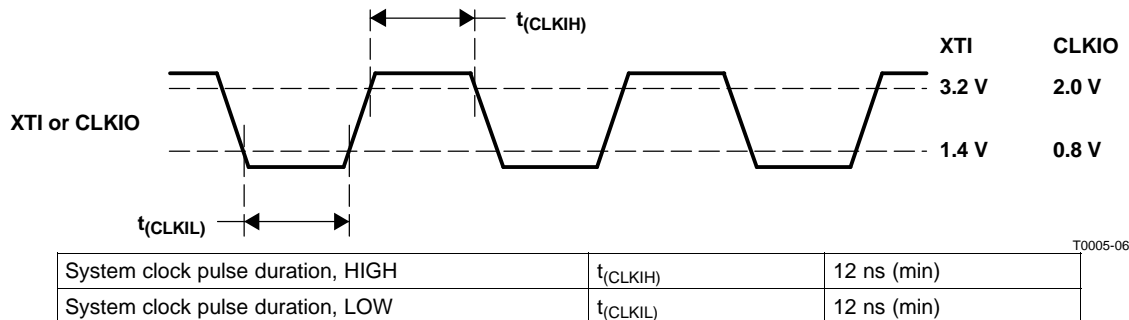 t(CLKIH)
XTI CLKIO
3.2 V 2.0 V
XTI or CLKIO
1.4 V 0.8 V
t(CLKIL)
T0005-06
System clock pulse duration, HIGH t(CLKIH) 12 ns (min)
System clock pulse duration, LOW t(CLKIL) 12 ns (min)